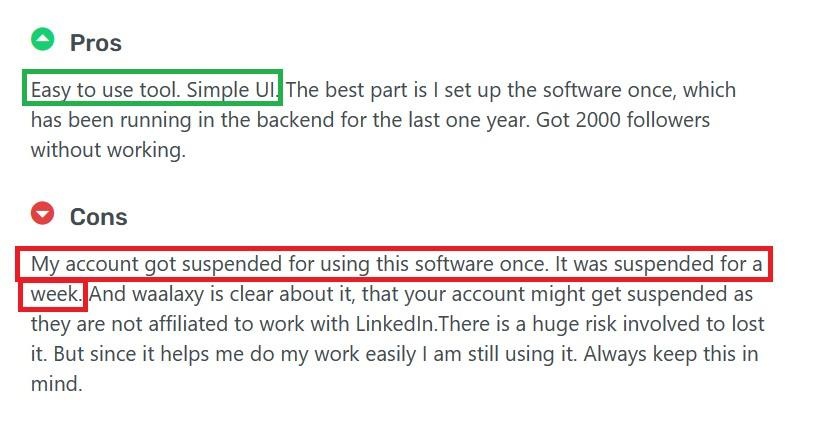 Pros
Easy to use tool. Simple UI. The best part is I set up the software once, which
has been running in the backend for the last one year. Got 2000 followers
without working.
Cons
My account got suspended for using this software once. It was suspended for a
week. And waalaxy is clear about it, that your account might get suspended as
they are not affiliated to work with LinkedIn.There is a huge risk involved to lost
it. But since it helps me do my work easily I am still using it. Always keep this in
mind.